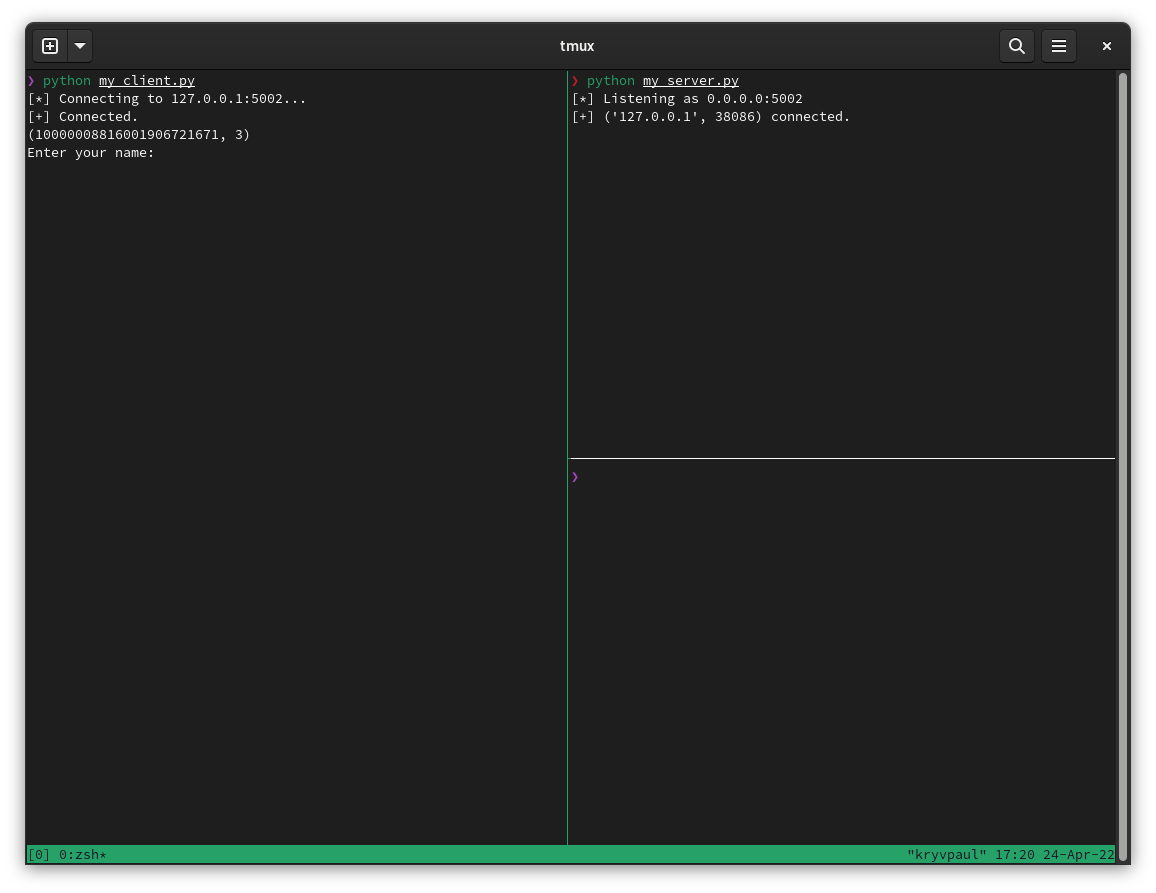 tmux
❯ python my_client.py
[*] Connecting to 127.0.0.1:5002...
[+] Connected.
(10000008816001906721671, 3)
Enter your name:
❯ python my_server.py
[*] Listening as 0.0.0.0:5002
[+] ('127.0.0.1', 38086) connected.
❯
[0] 0:zsh* "kryvpaul" 17:20 24-Apr-22